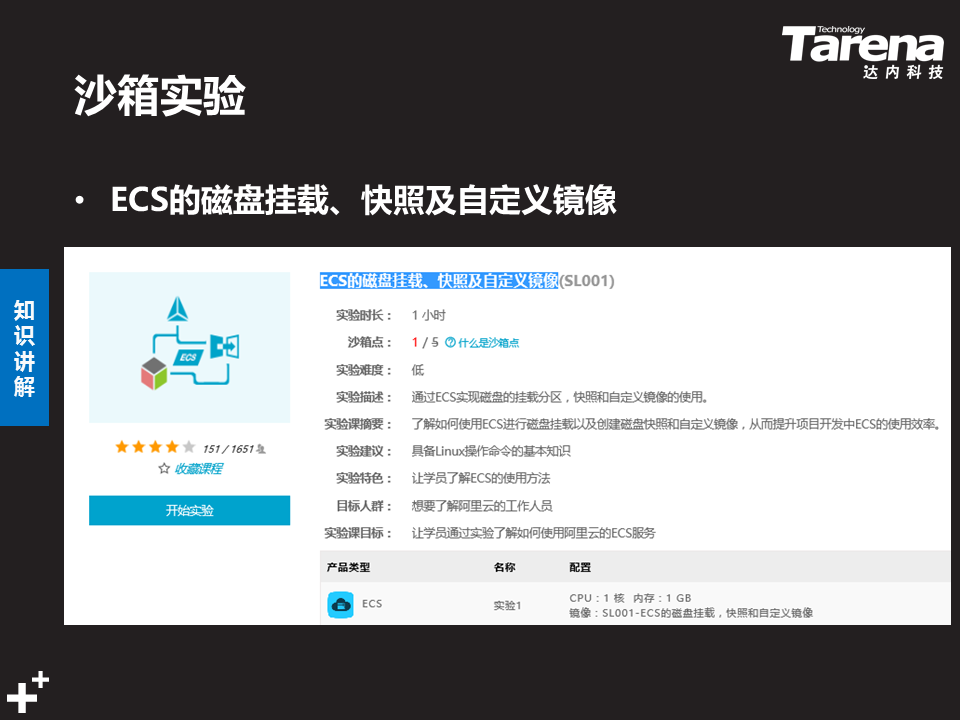 Technology
Tarena
达内科技
沙箱实验
• ECS的磁盘挂载、快照及自定义镜像
知识讲解
ECS
151 / 1651
收藏课程
开始实验
ECS的磁盘挂载、快照及自定义镜像(SL001)
实验时长： 1 小时
沙箱点： 1 / 5 什么是沙箱点
实验难度： 低
实验描述： 通过ECS实现磁盘的挂载分区，快照和自定义镜像的使用。
实验课摘要： 了解如何使用ECS进行磁盘挂载以及创建磁盘快照和自定义镜像，从而提升项目开发中ECS的使用效率。
实验建议： 具备Linux操作命令的基本知识
实验特色： 让学员了解ECS的使用方法
目标人群： 想要了解阿里云的工作人员
实验课目标： 让学员通过实验了解如何使用阿里云的ECS服务
产品类型 名称 配置
ECS 实验1 CPU：1 核 内存：1 GB
镜像：SL001-ECS的磁盘挂载，快照和自定义镜像